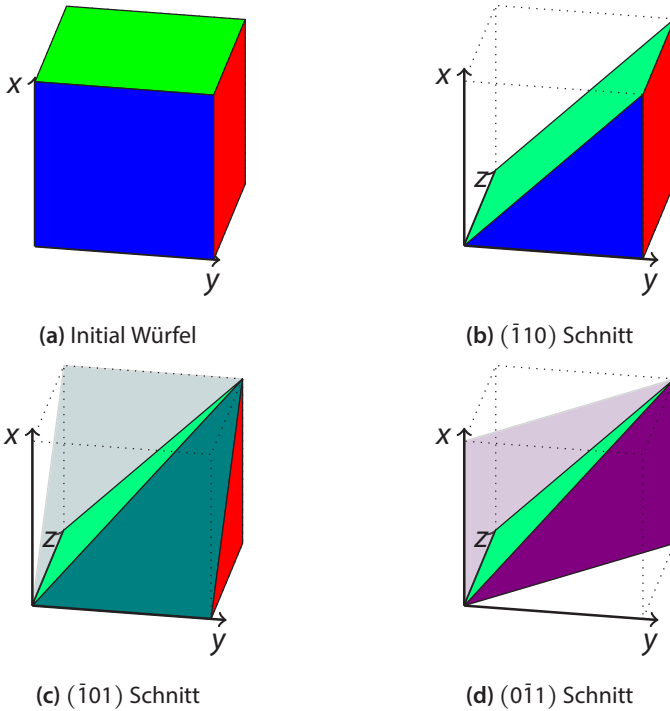 x
y
(a) Initial Würfel
x
z
y
(b) (1̄10) Schnitt
x
z
y
(c) (1̄01) Schnitt
x
z
y
(d) (01̄1) Schnitt